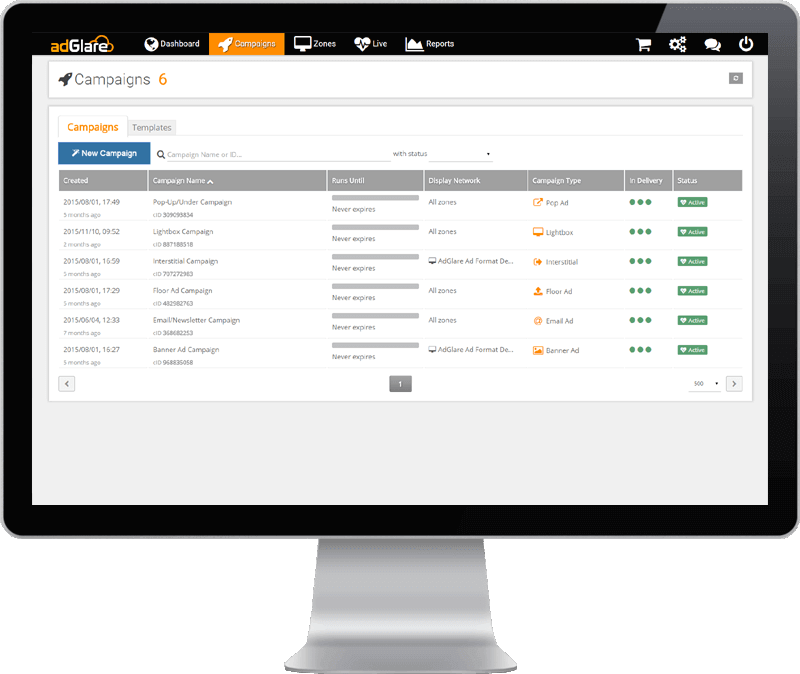 adGlare
Dashboard
Campaigns
Zones
Live
Reports
Campaigns 6
Campaigns
Templates
New Campaign
Campaign Name or ID...
with status
Created
Campaign Name
Runs Until
Display Network
Campaign Type
In Delivery
Status
2015/08/01, 17:49
Pop-Up/Under Campaign
All zones
Pop Ad
Active
5 months ago
cID 309093834
Never expires
2015/11/10, 09:52
Lightbox Campaign
All zones
Lightbox
Active
2 months ago
cID 887188518
Never expires
2015/08/01, 16:59
Interstitial Campaign
AdGlare Ad Format De...
Interstitial
Active
5 months ago
cID 707272963
Never expires
2015/08/01, 17:29
Floor Ad Campaign
All zones
Floor Ad
Active
5 months ago
cID 482982763
Never expires
2015/06/04, 12:33
Email/Newsletter Campaign
All zones
Email Ad
Active
7 months ago
cID 368682253
Never expires
2015/08/01, 16:27
Banner Ad Campaign
AdGlare Ad Format De...
Banner Ad
Active
5 months ago
cID 968835058
Never expires
1
500